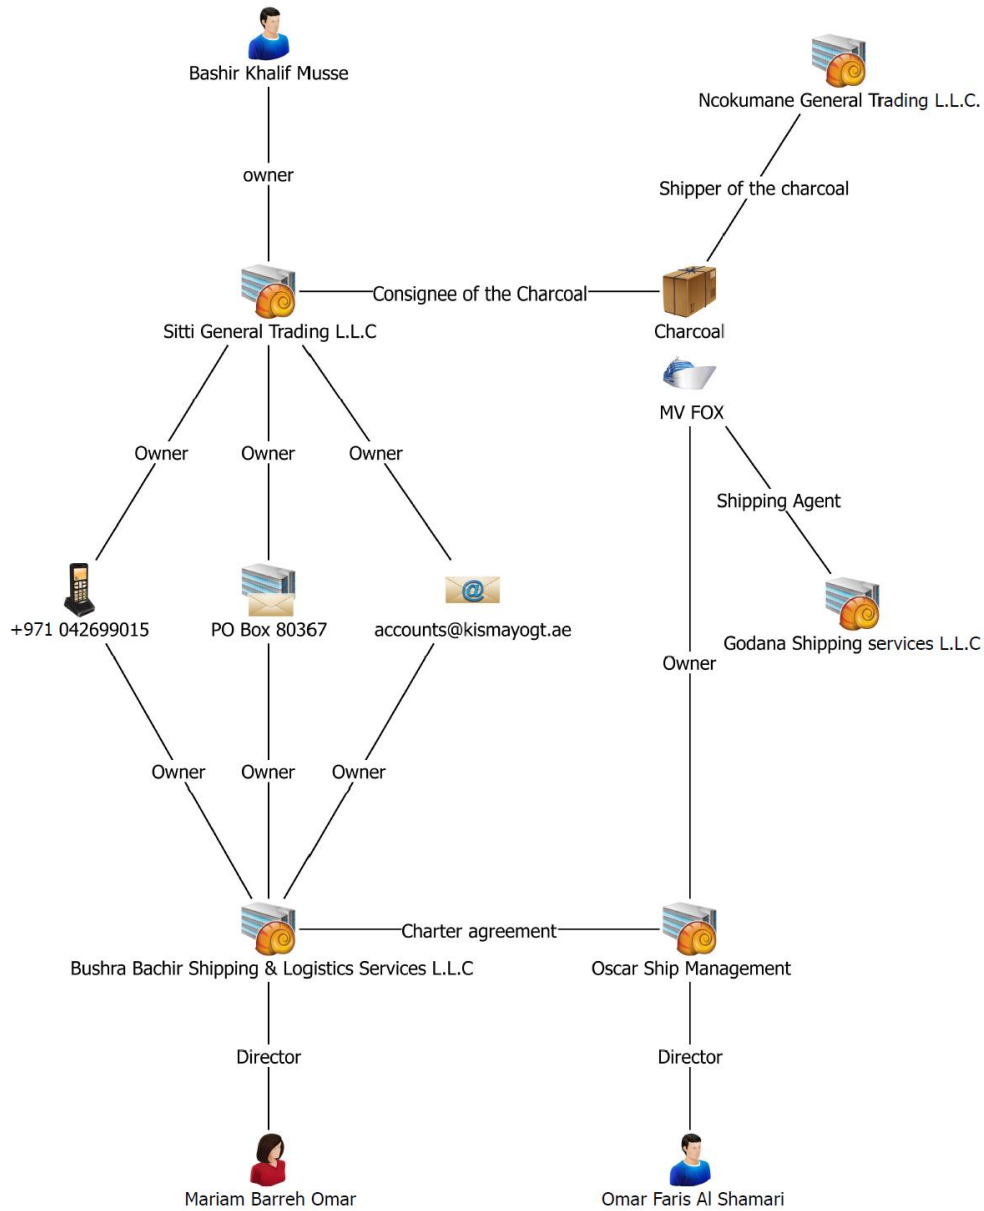 Bashir Khalif Musse
Ncokumane General Trading L.L.C.
owner
Shipper of the charcoal
Consignee of the Charcoal
Sitti General Trading L.L.C
Charcoal
MV FOX
Owner
Owner
Owner
Shipping Agent
+971 042699015
PO Box 80367
accounts@kismayogt.ae
Godana Shipping services L.L.C
Owner
Owner
Owner
Owner
Charter agreement
Bushra Bachir Shipping & Logistics Services L.L.C
Oscar Ship Management
Director
Director
Mariam Barreh Omar
Omar Faris Al Shamari